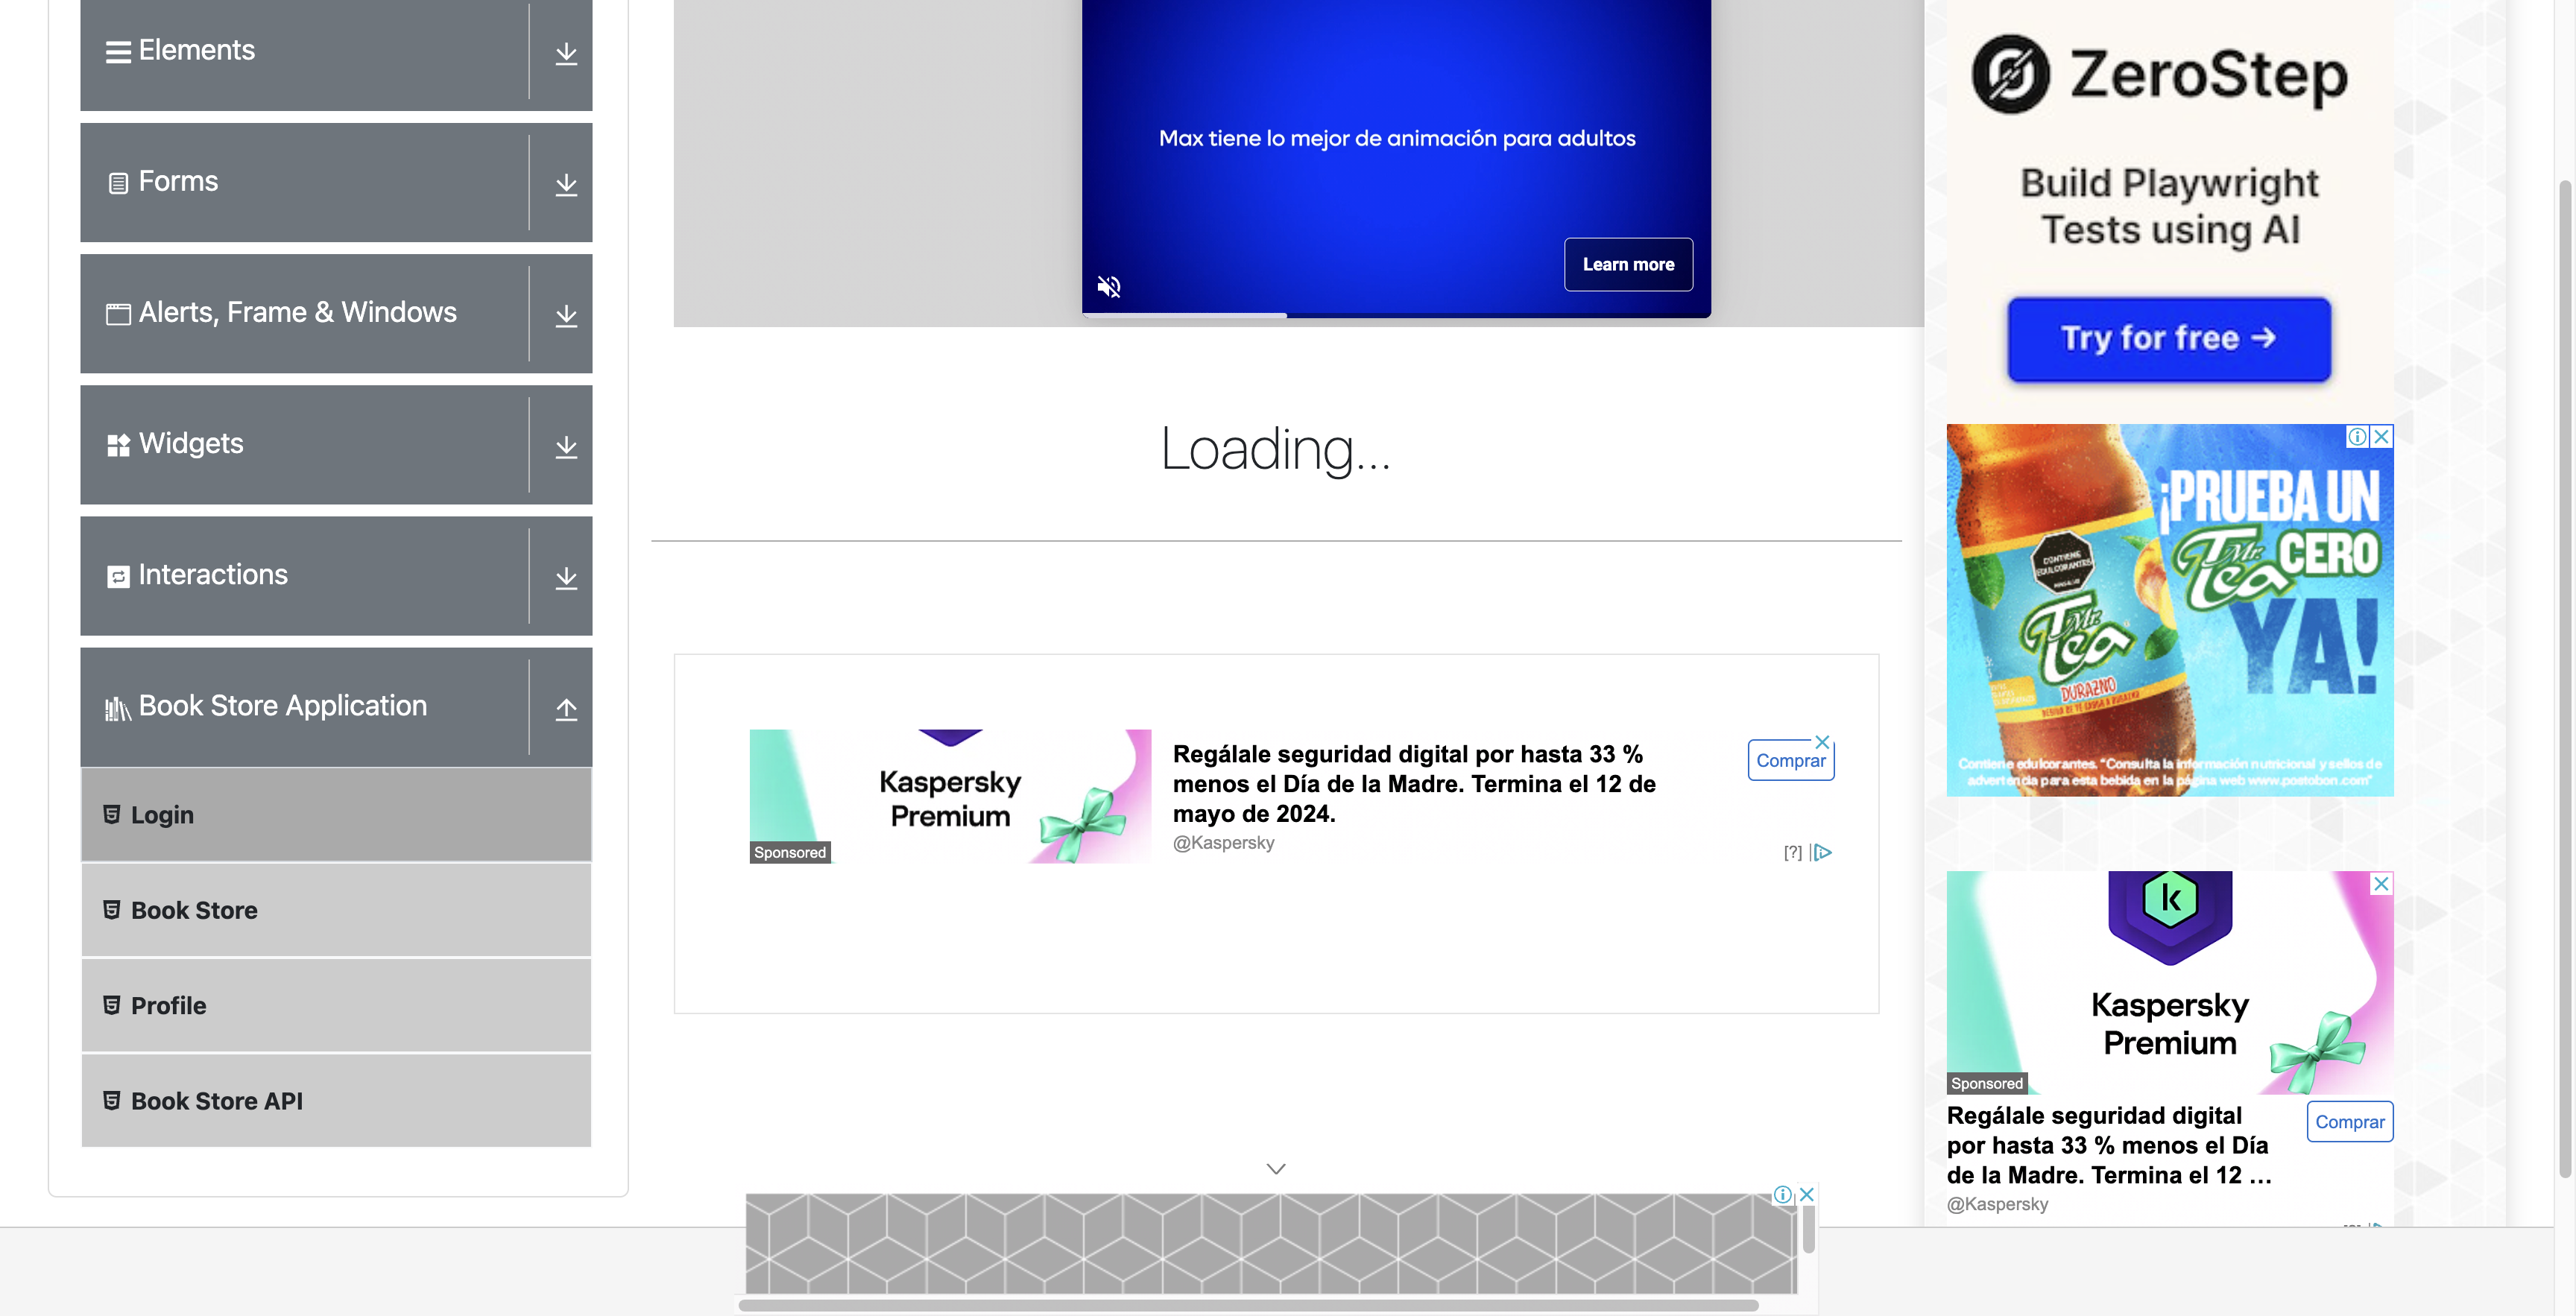 Elements
Forms
Alerts, Frame & Windows
Widgets
Interactions
Book Store Application
Login
Book Store
Profile
Book Store API
Max tiene lo mejor de animación para adultos
Learn more
Loading...
Kaspersky
Premium
Sponsored
Regálale seguridad digital por hasta 33 %
menos el Día de la Madre. Termina el 12 de
mayo de 2024.
@Kaspersky
Comprar
[?]
ZeroStep
Build Playwright
Tests using AI
Try for free →
¡PRUEBA UN
Mr. Tea CERO
YA!
CONTIENE
EDULCORANTES
Mr.
Tea
DURAZNO
Contiene edulcorantes. "Consulta la información nutricional y sellos de
advertencia para esta bebida en la página web www.postobon.com"
k
Kaspersky
Premium
Sponsored
Regálale seguridad digital
por hasta 33 % menos el Día
de la Madre. Termina el 12 ...
@Kaspersky
Comprar